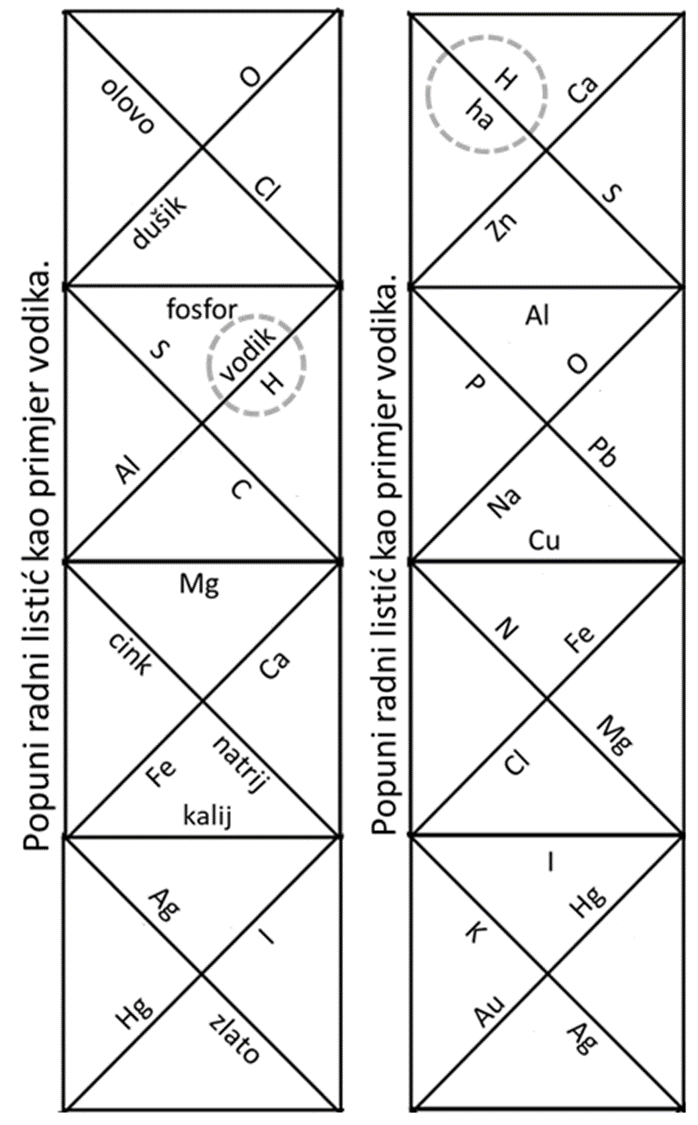 Popuni radni listić kao primjer vodika.
olovo
O
dušik
Cl
fosfor
S
vodik
H
Al
C
Mg
cink
Ca
Fe
natrij
kalij
Ag
I
Hg
zlato
Popuni radni listić kao primjer vodika.
H
ha
Ca
Zn
S
Al
P
O
Na
Pb
Cu
N
Fe
Cl
Mg
I
K
Hg
Au
Ag